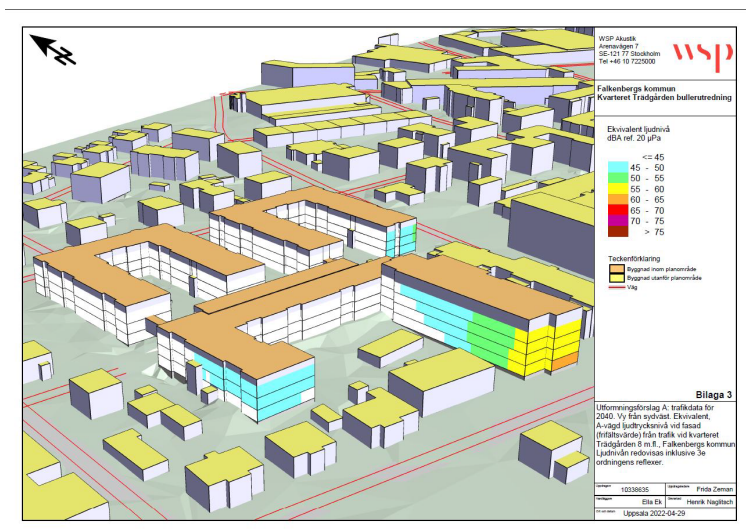 N
WSP Akustik
Arenavägen 7
SE-121 77 Stockholm
Tel +46 10 7225000
wsp
Falkenbergs kommun
Kvarteret Trädgården bullerutredning
Ekvivalent ljudnivå
dBA ref. 20 µPa
<= 45
45 - 50
50 - 55
55 - 60
60 - 65
65 - 70
70 - 75
> 75
Teckenförklaring
Byggnad inom planområde
Byggnad utanför planområde
Väg
Bilaga 3
Utformningsförslag A: trafikdata för
2040. Vy från sydväst. Ekvivalent,
A-vägd ljudtrycksnivå vid fasad
(frifältsvärde) från trafik vid kvarteret
Trädgården 8 m.fl., Falkenbergs kommun
Ljudnivån redovisas inklusive 3e
ordningens reflexer.
10338635
Frida Zeman
Ella Ek
Henrik Naglitsch
Uppsala 2022-04-29